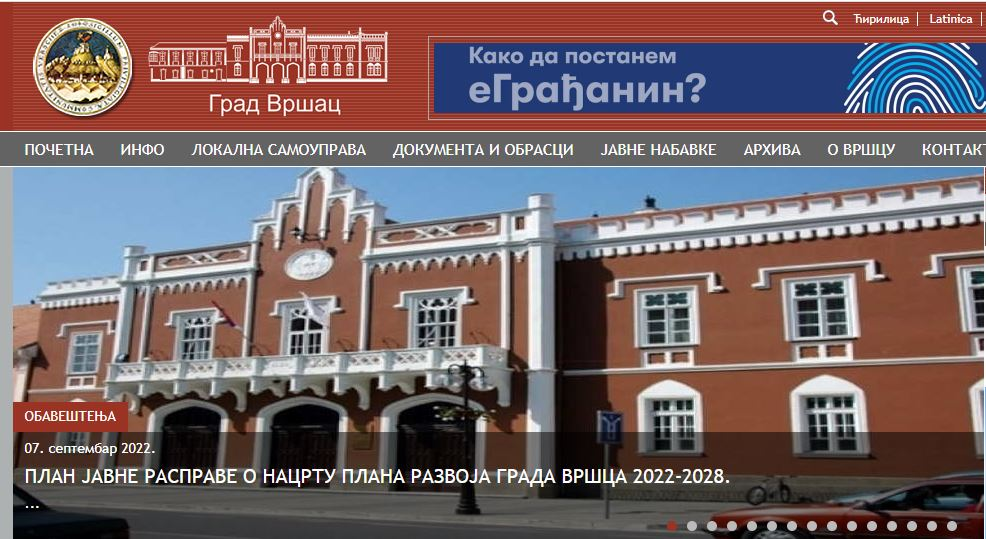 Ћирилица
Latinica
Како да постанем
еГрађанин?
Град Вршац
ПОЧЕТНА ИНФО ЛОКАЛНА САМОУПРАВА ДОКУМЕНТА И ОБРАСЦИ ЈАВНЕ НАБАВКЕ АРХИВА О ВРШЦУ КОНТАКТ
ОБАВЕШТЕЊА
07. септембар 2022.
ПЛАН ЈАВНЕ РАСПРАВЕ О НАЦРТУ ПЛАНА РАЗВОЈА ГРАДА ВРШЦА 2022-2028.
...